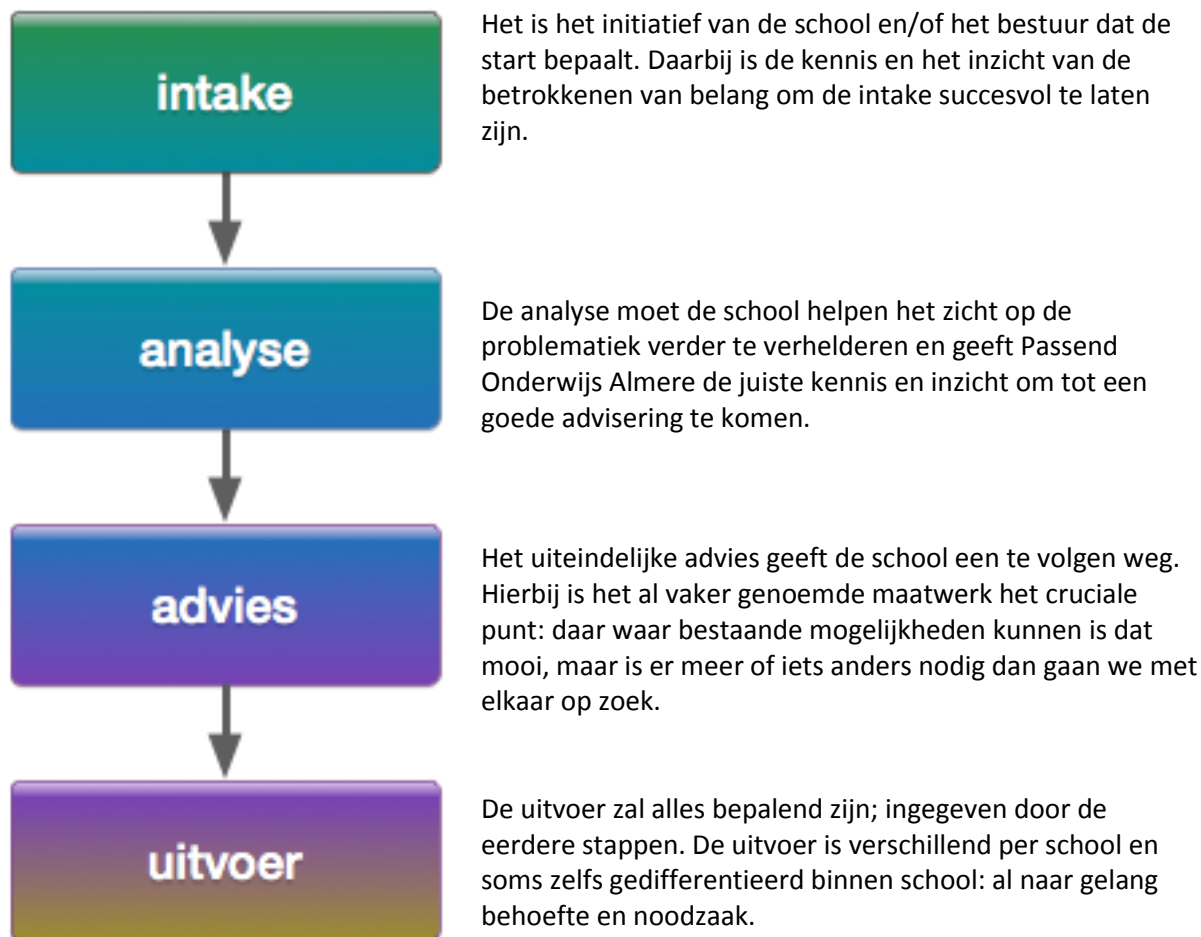 intake
Het is het initiatief van de school en/of het bestuur dat de
start bepaalt. Daarbij is de kennis en het inzicht van de
betrokkenen van belang om de intake succesvol te laten
zijn.
analyse
De analyse moet de school helpen het zicht op de
problematiek verder te verhelderen en geeft Passend
Onderwijs Almere de juiste kennis en inzicht om tot een
goede advisering te komen.
advies
Het uiteindelijke advies geeft de school een te volgen weg.
Hierbij is het al vaker genoemde maatwerk het cruciale
punt: daar waar bestaande mogelijkheden kunnen is dat
mooi, maar is er meer of iets anders nodig dan gaan we met
elkaar op zoek.
uitvoer
De uitvoer zal alles bepalend zijn; ingegeven door de
eerdere stappen. De uitvoer is verschillend per school en
soms zelfs gedifferentieerd binnen school: al naar gelang
behoefte en noodzaak.